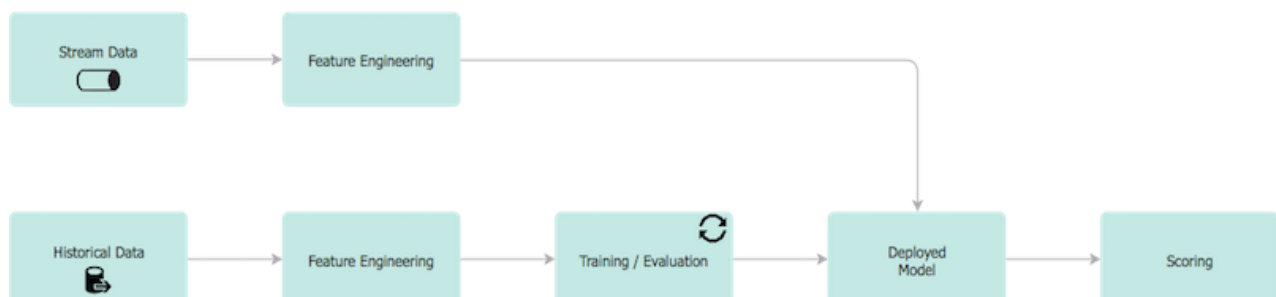 Stream Data
Feature Engineering
Historical Data
Feature Engineering
Training / Evaluation
Deployed
Model
Scoring